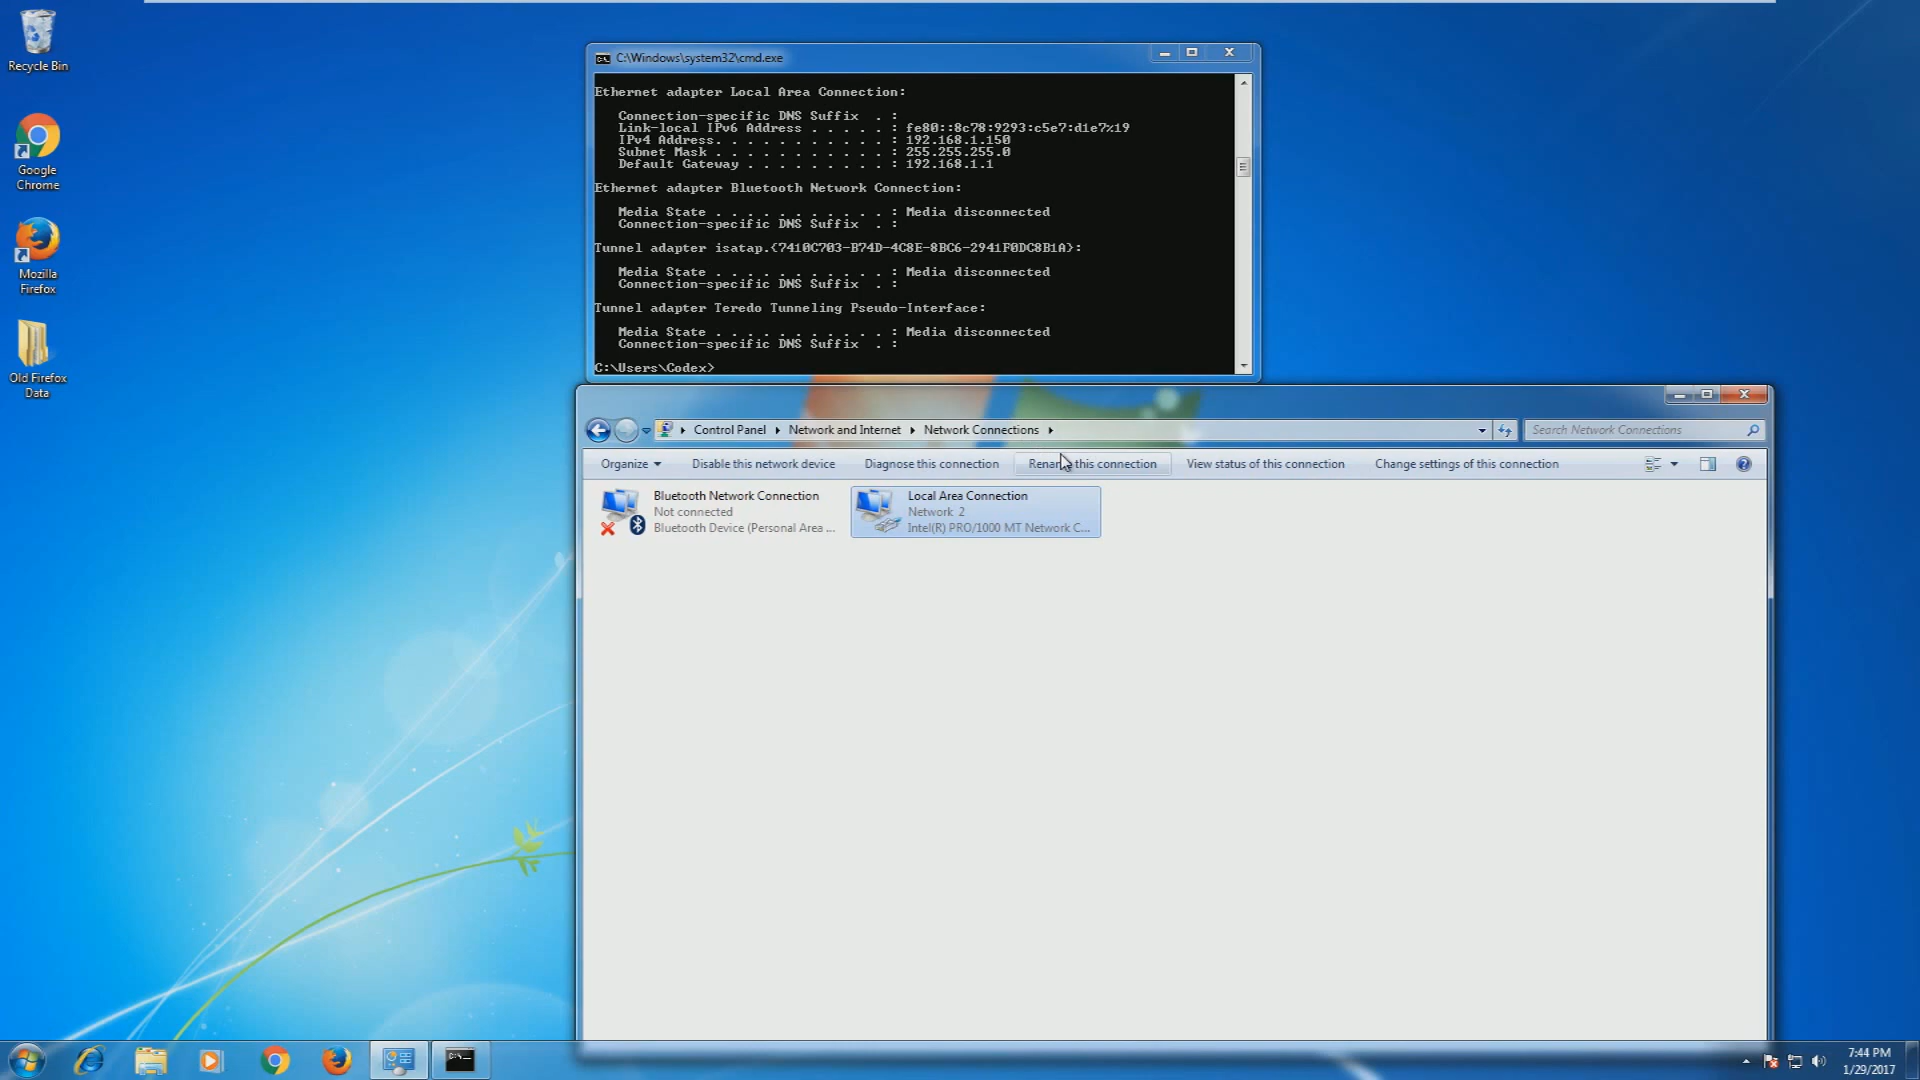 Recycle Bin
Google
Chrome
Mozilla
Firefox
Old Firefox
Data
C:\Windows\system32\cmd.exe
Ethernet adapter Local Area Connection:
Connection-specific DNS Suffix . :
Link-local IPv6 Address . . . . . : fe80::8c78:9293:c5e7:d1e7%19
IPv4 Address. . . . . . . . . . . : 192.168.1.150
Subnet Mask . . . . . . . . . . . : 255.255.255.0
Default Gateway . . . . . . . . . : 192.168.1.1
Ethernet adapter Bluetooth Network Connection:
Media State . . . . . . . . . . . : Media disconnected
Connection-specific DNS Suffix . :
Tunnel adapter isatap.{7410C703-B74D-4C8E-8BC6-2941F0DC8B1A}:
Media State . . . . . . . . . . . : Media disconnected
Connection-specific DNS Suffix . :
Tunnel adapter Teredo Tunneling Pseudo-Interface:
Media State . . . . . . . . . . . : Media disconnected
Connection-specific DNS Suffix . :
C:\Users\Codex>
Control Panel Network and Internet Network Connections
Search Network Connections
Organize Disable this network device Diagnose this connection Rename this connection View status of this connection Change settings of this connection
Bluetooth Network Connection
Not connected
Bluetooth Device (Personal Area ...
Local Area Connection
Network 2
Intel(R) PRO/1000 MT Network C...
7:44 PM
1/29/2017